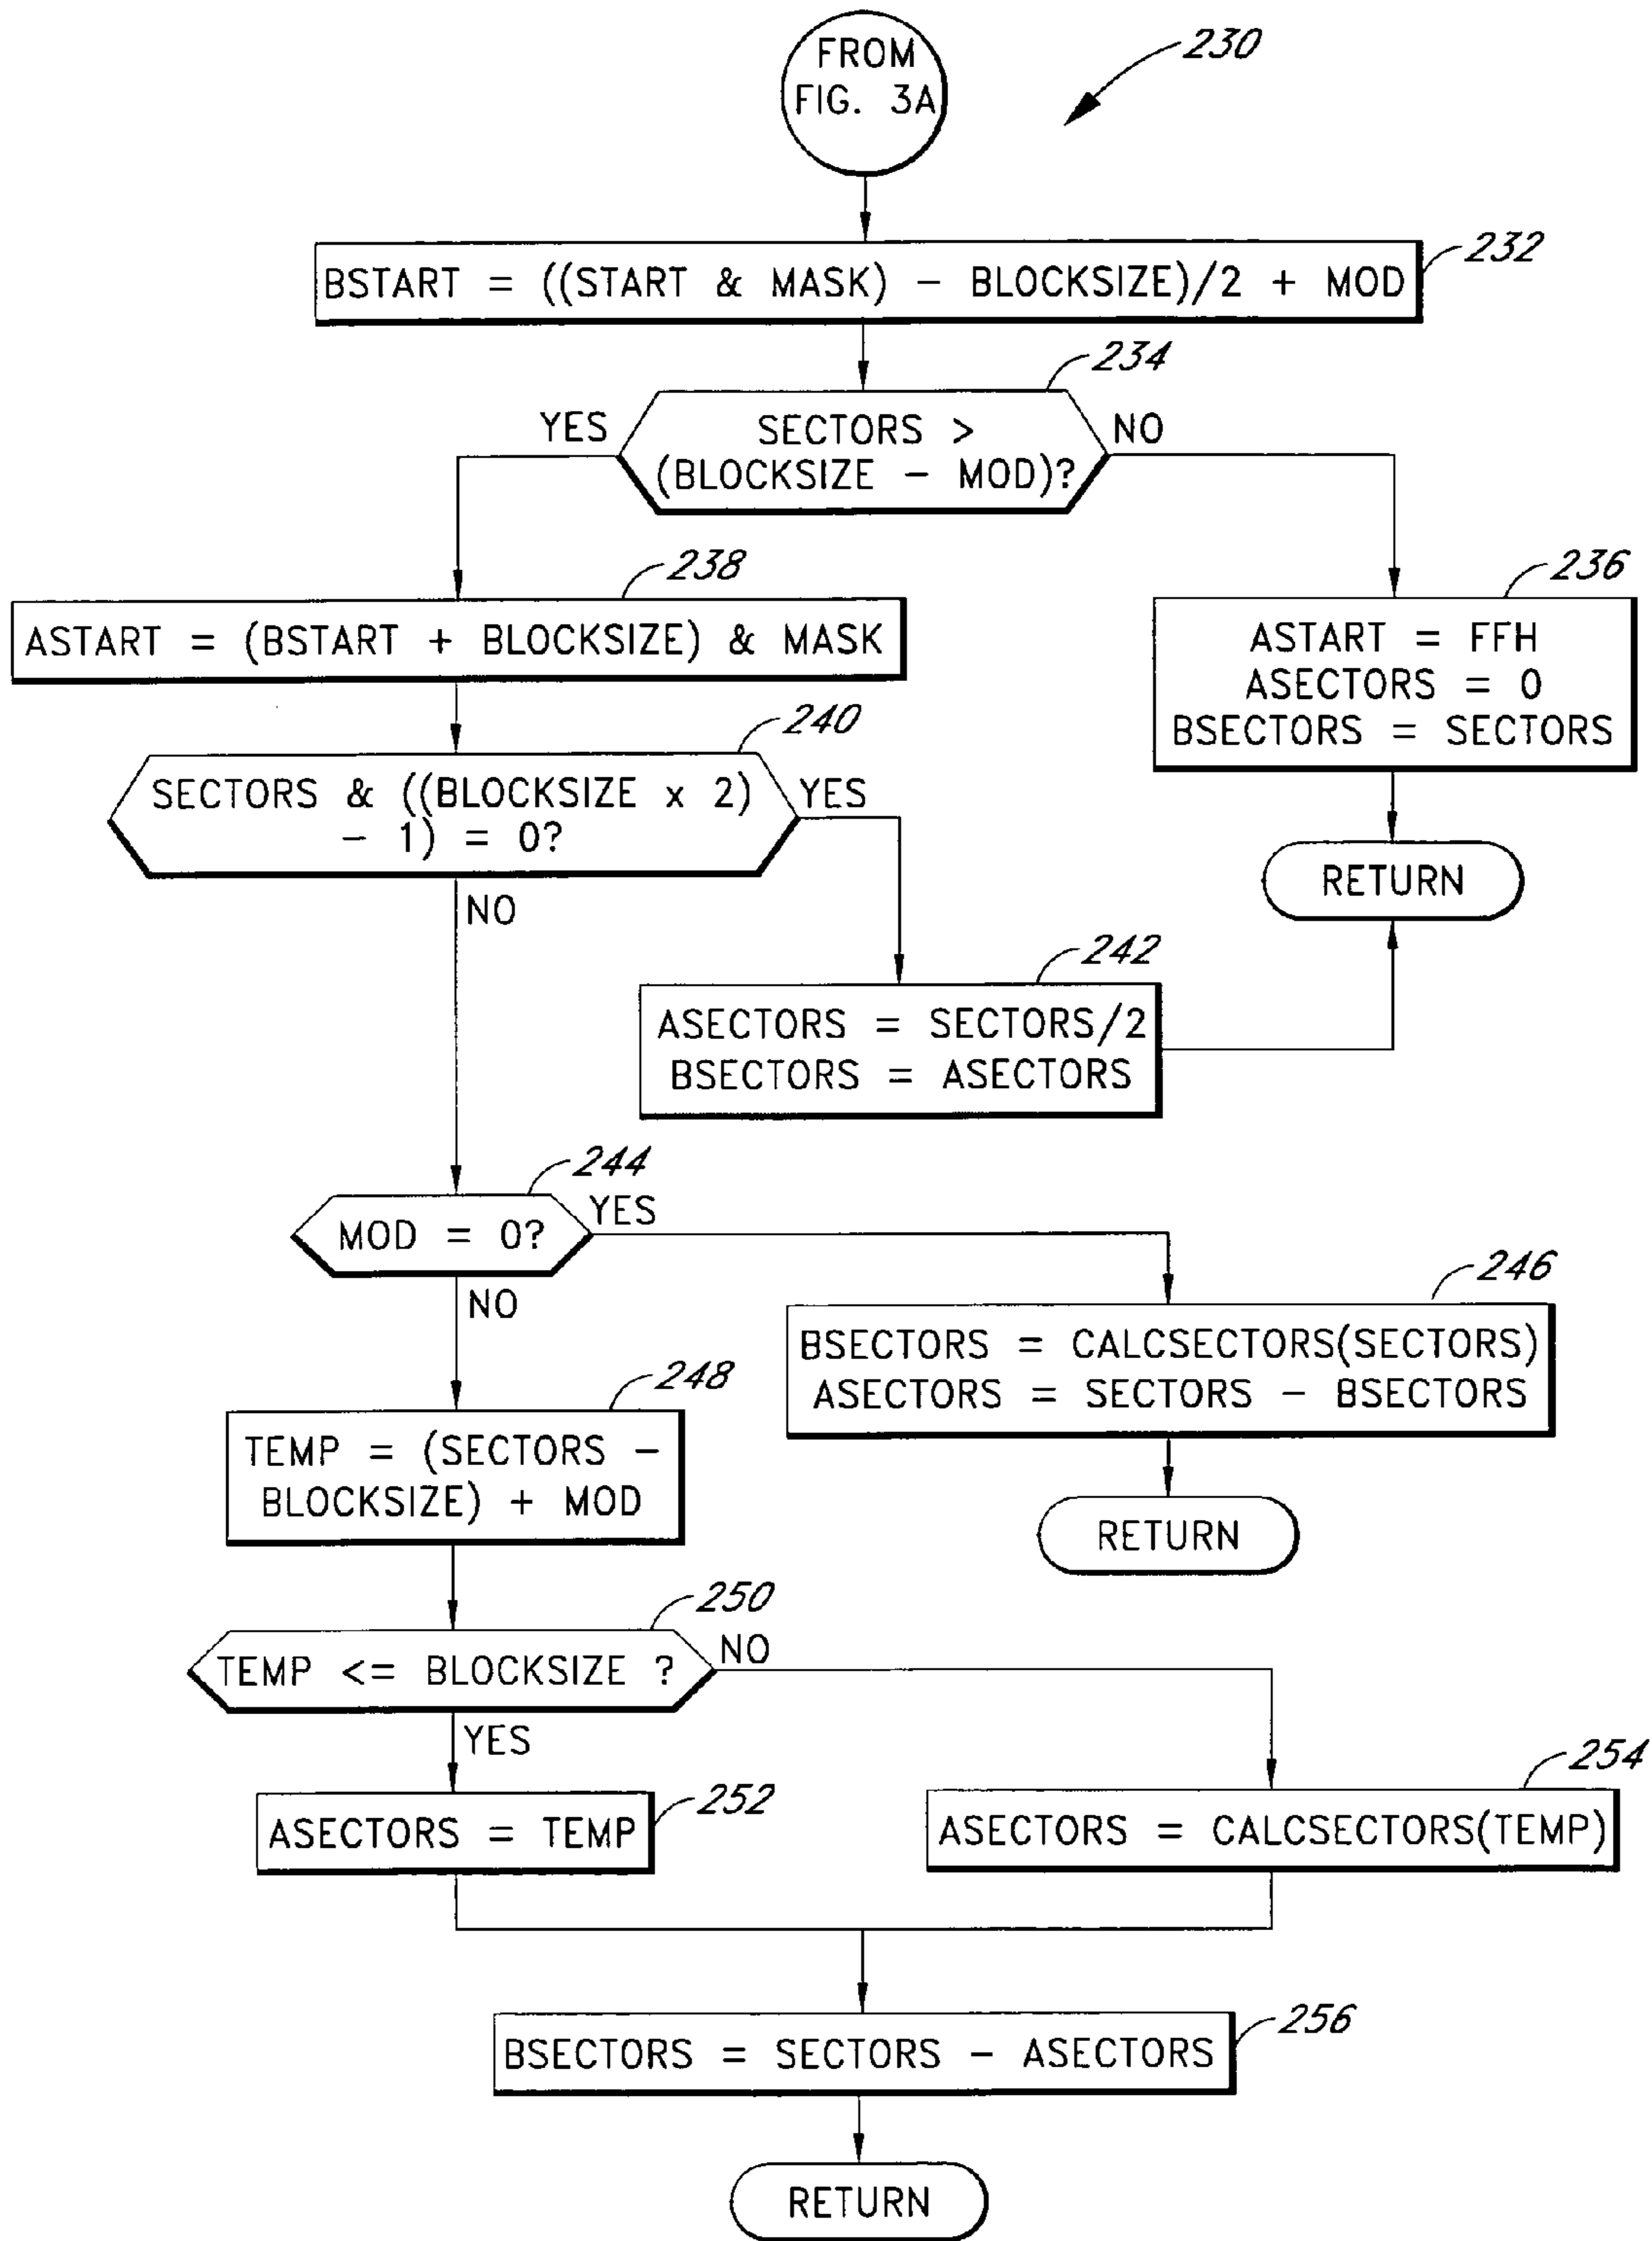 FROM
FIG. 3A
230
BSTART = ((START & MASK) - BLOCKSIZE)/2 + MOD
232
234
YES
SECTORS >
(BLOCKSIZE - MOD)?
NO
238
ASTART = (BSTART + BLOCKSIZE) & MASK
236
ASTART = FFH
ASECTORS = 0
BSECTORS = SECTORS
240
SECTORS & ((BLOCKSIZE x 2)
- 1) = 0?
YES
NO
RETURN
242
ASECTORS = SECTORS/2
BSECTORS = ASECTORS
244
MOD = 0?
YES
NO
246
BSECTORS = CALCSECTORS(SECTORS)
ASECTORS = SECTORS - BSECTORS
248
TEMP = (SECTORS -
BLOCKSIZE) + MOD
RETURN
250
TEMP <= BLOCKSIZE ?
NO
YES
252
ASECTORS = TEMP
254
ASECTORS = CALCSECTORS(TEMP)
256
BSECTORS = SECTORS - ASECTORS
RETURN